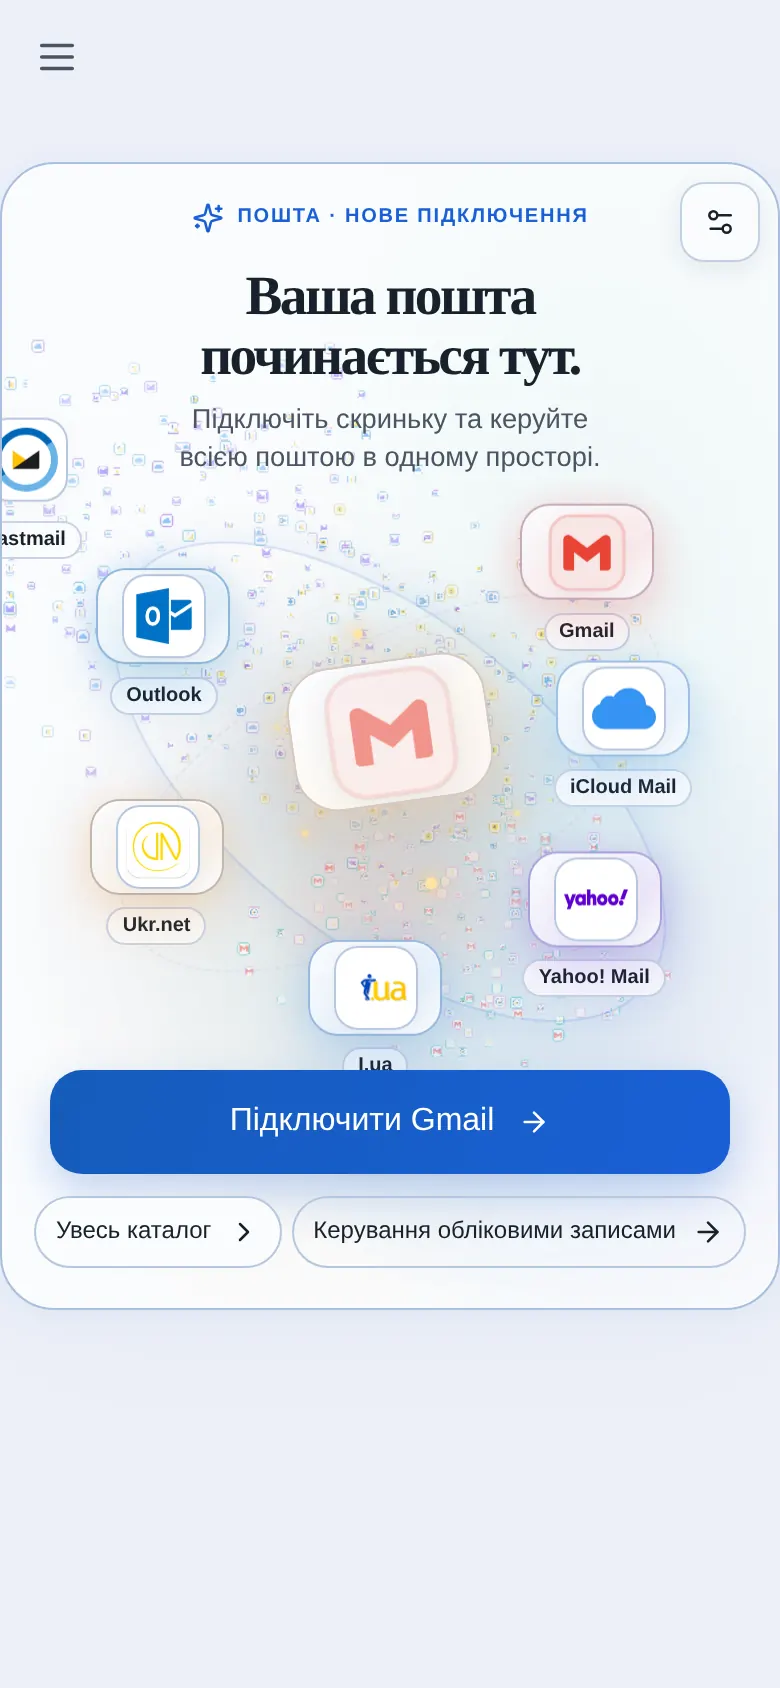 ПОШТА · НОВЕ ПІДКЛЮЧЕННЯ
Ваша пошта
починається тут.
Підключіть скриньку та керуйте
всією поштою в одному просторі.
astmail
Gmail
Outlook
iCloud Mail
Ukr.net
yahoo!
Yahoo! Mail
i.ua
I.ua
Підключити Gmail
Увесь каталог
Керування обліковими записами